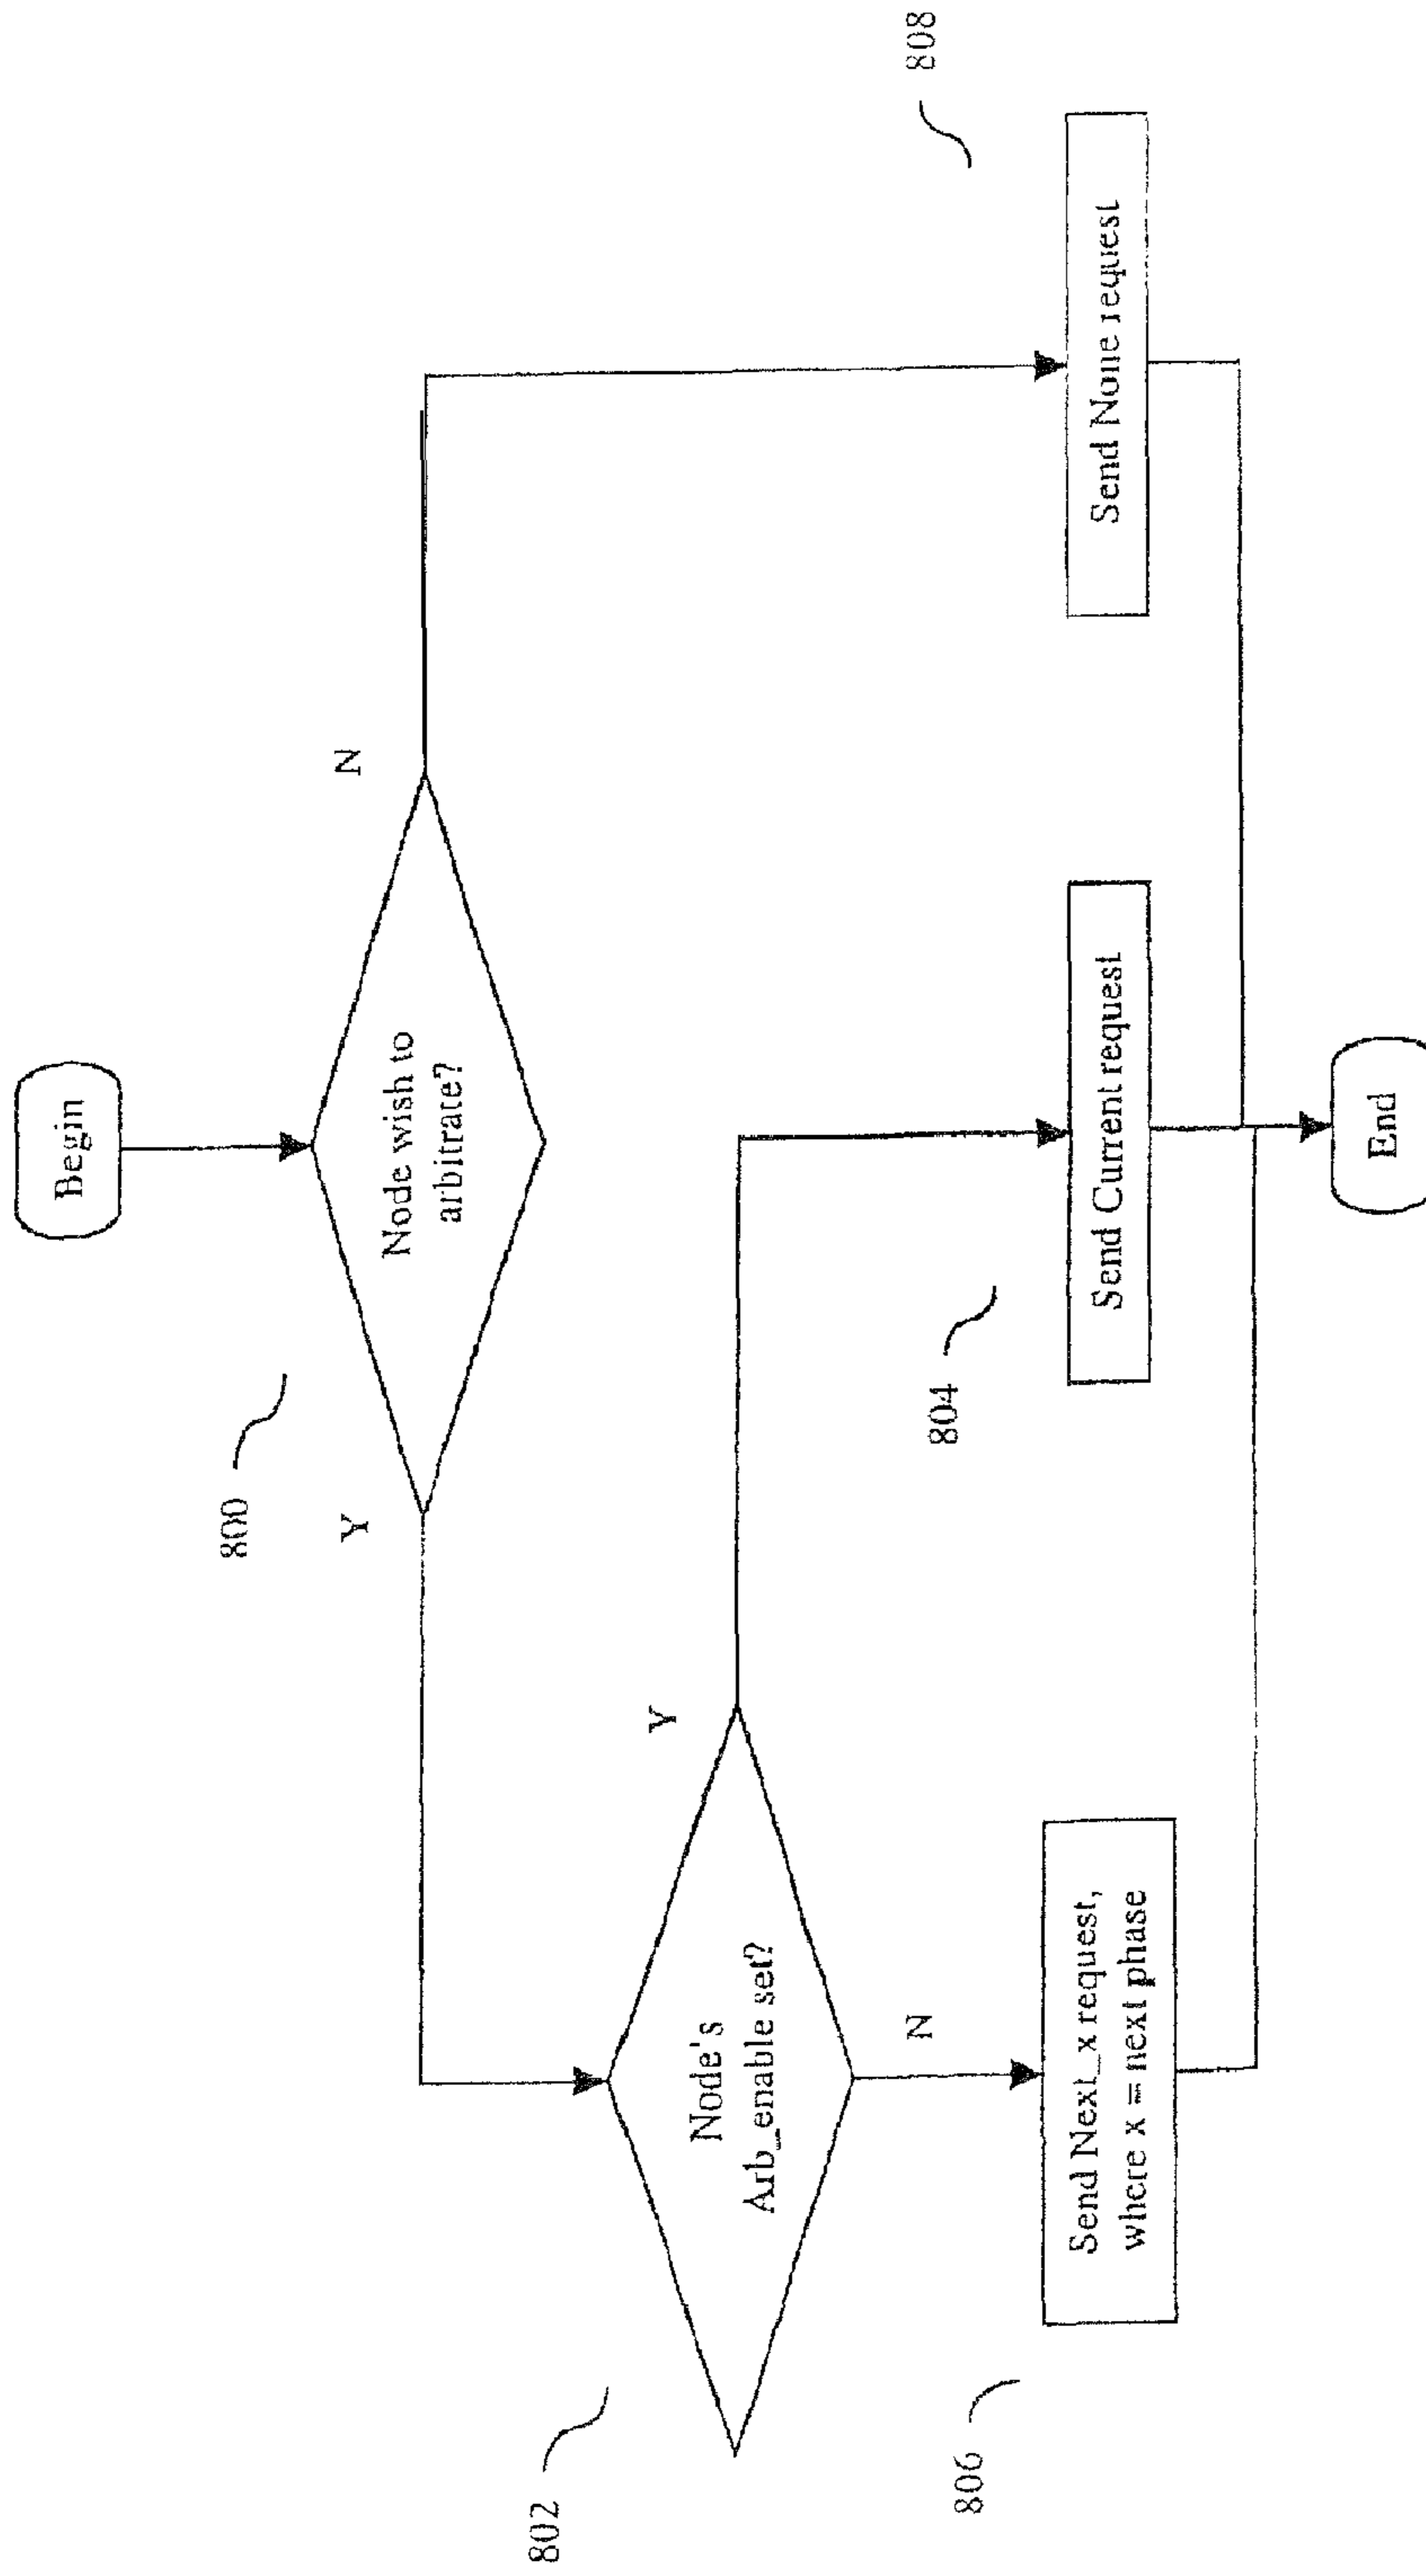 Begin
800
Node wish to
arbitrate?
Y
N
802
Node's
Arb_enable set?
Y
N
806
Send Next_x request,
where x = next phase
804
Send Current request
808
Send None request
End